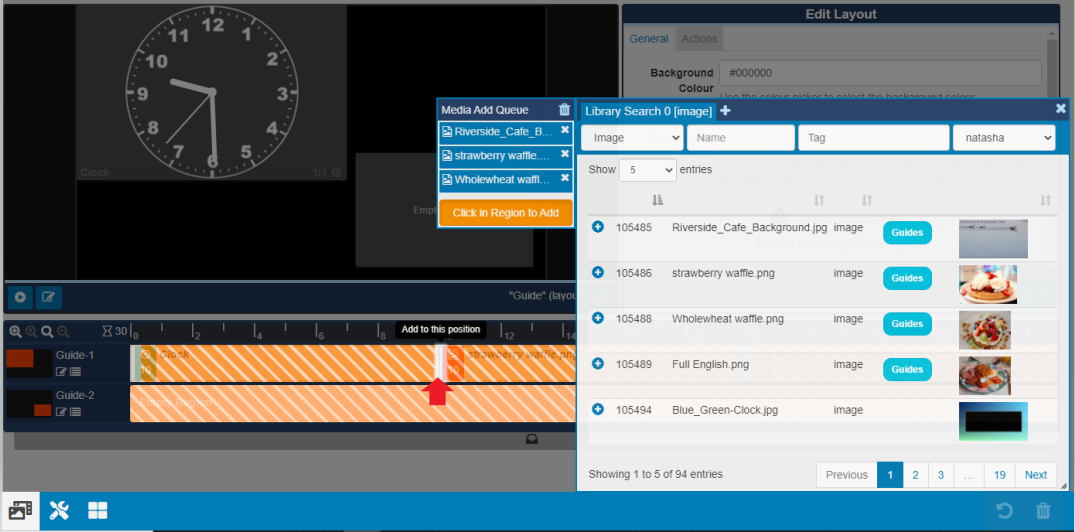 Edit Layout
11 12 1
10 2
9 3
8 4
7 6 5
Clock
1/3
General Actions
Background
Colour
#000000
Use the colour picker to select the background colour
Media Add Queue
Riverside_Cafe_B...
strawberry waffle....
Wholewheat waffl...
Click in Region to Add
Library Search 0 [image]
Image Name Tag natasha
Show 5 entries
105485 Riverside_Cafe_Background.jpg image Guides
105486 strawberry waffle.png image Guides
105488 Wholewheat waffle.png image Guides
105489 Full English.png image Guides
105494 Blue_Green-Clock.jpg image
Showing 1 to 5 of 94 entries
Previous 1 2 3 ... 19 Next
"Guide" (layou
30 0 2 4 6 8 12 14
Add to this position
Guide-1
Clock
10
strawberry waffle.png
10
Guide-2
Empty Region